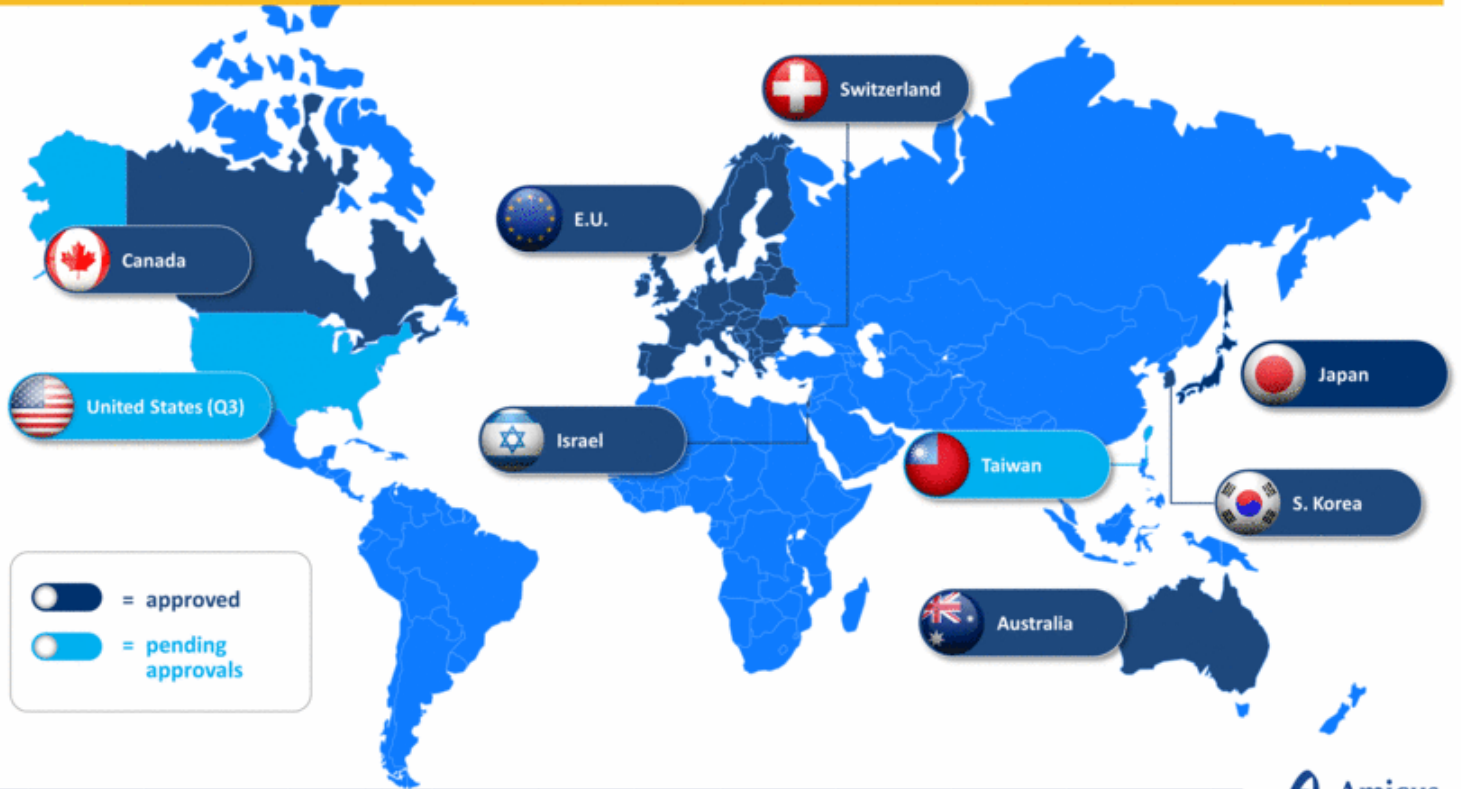 Switzerland
E.U.
Canada
Japan
United States (Q3)
Israel
Taiwan
S. Korea
= approved
Australia
= pending
approvals